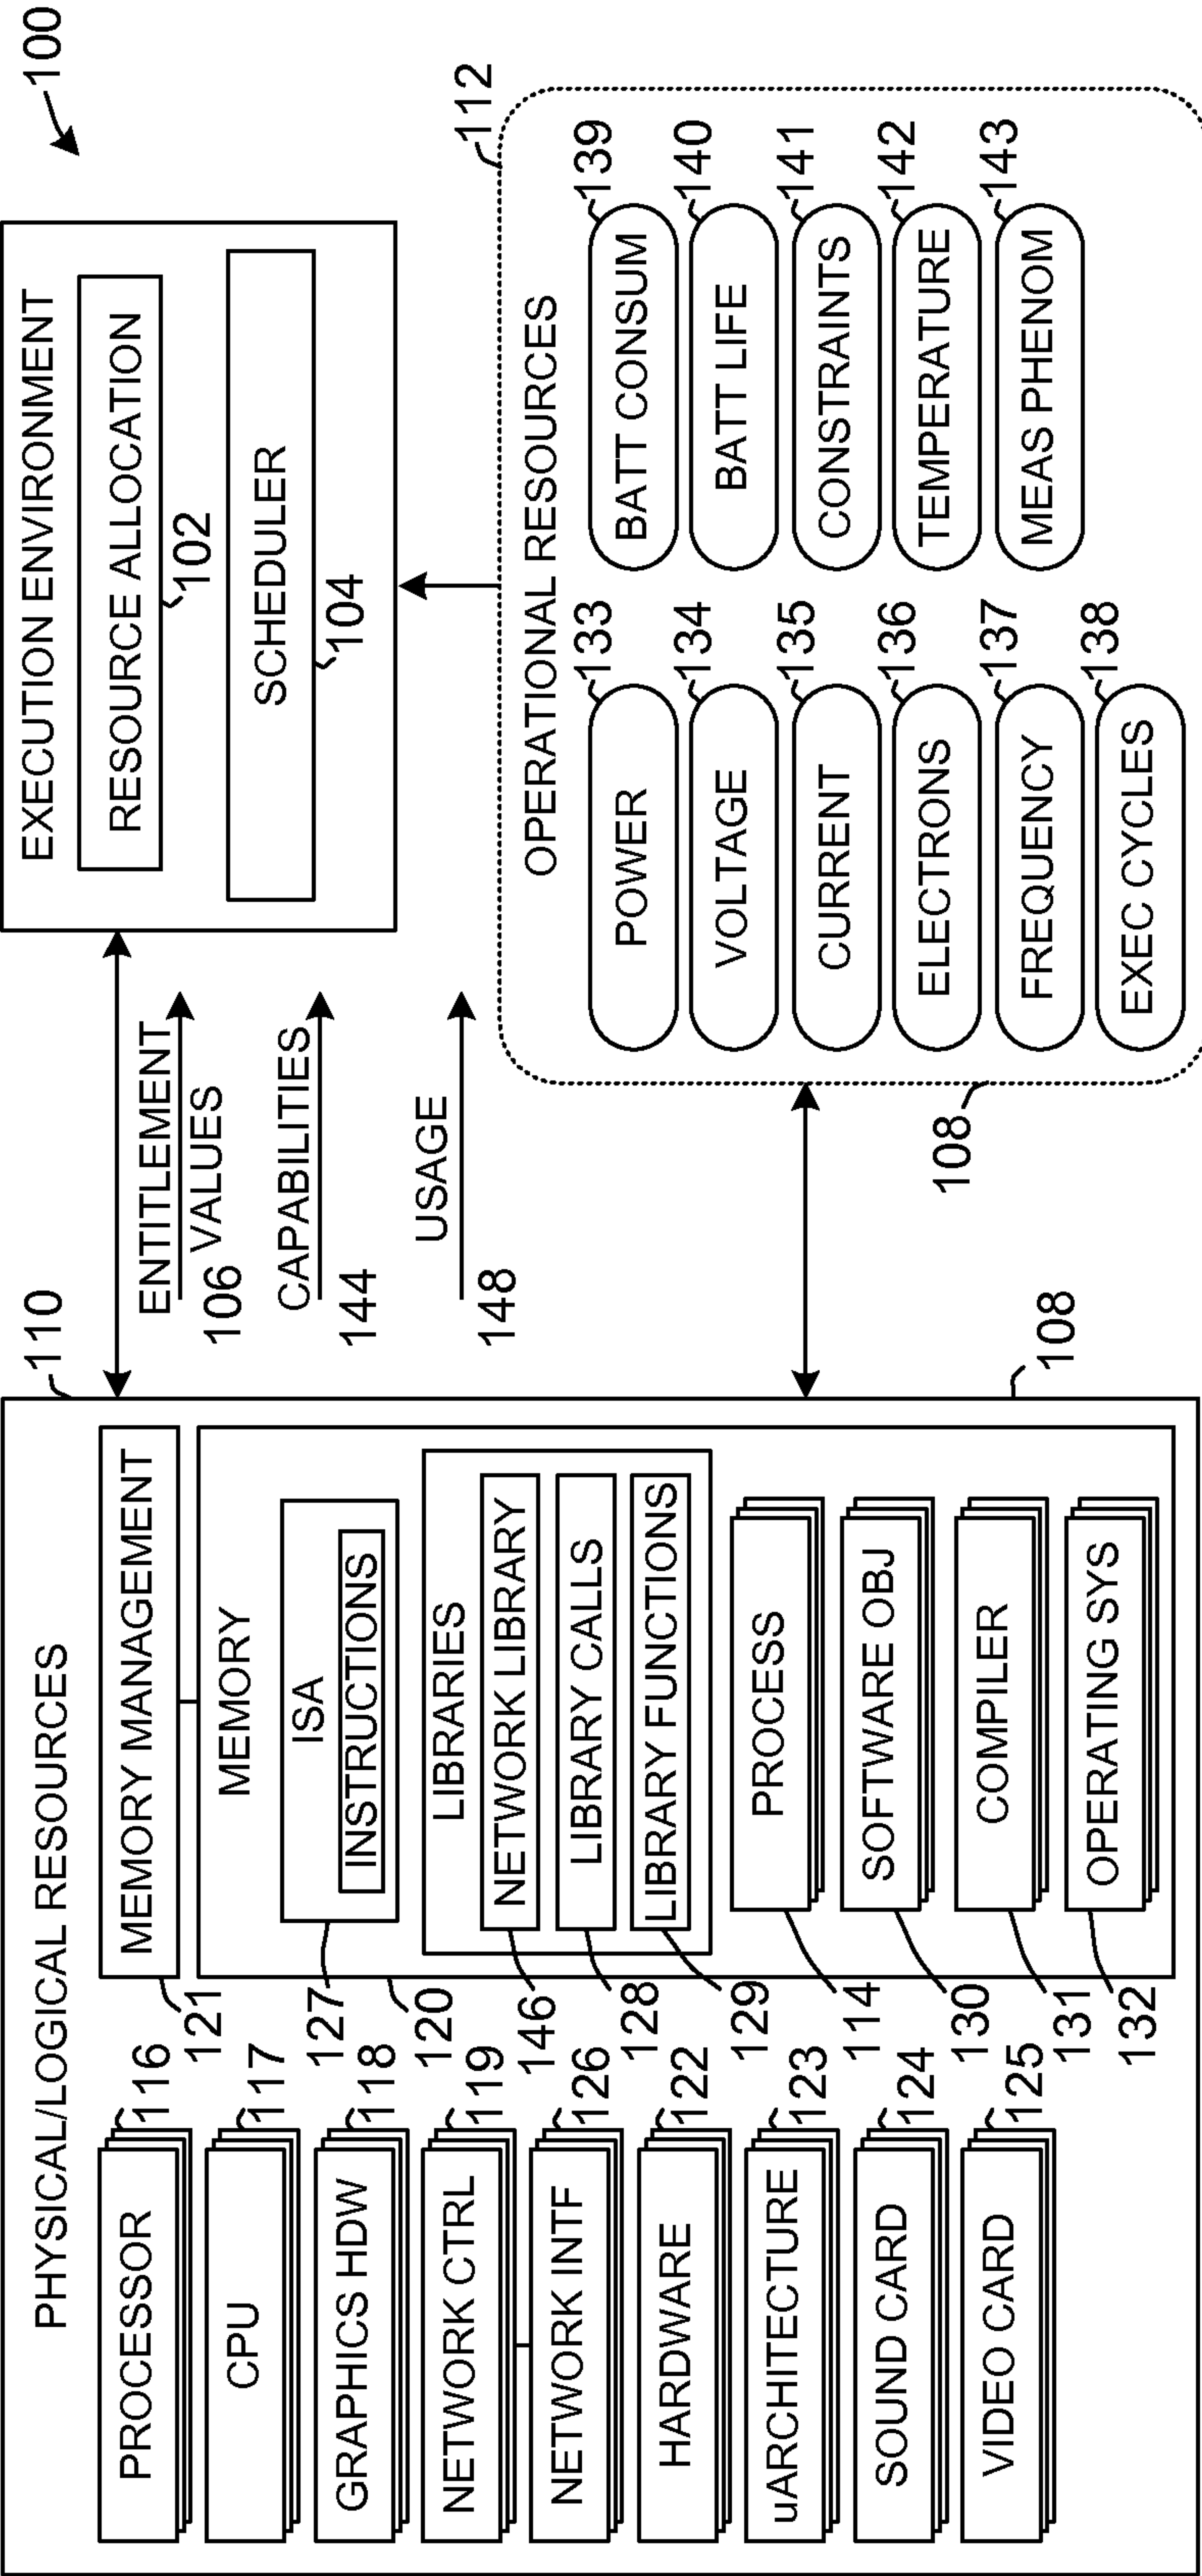 100
PHYSICAL/LOGICAL RESOURCES
110
PROCESSOR
116
CPU
117
GRAPHICS HDW
118
NETWORK CTRL
119
NETWORK INTF
126
HARDWARE
122
uARCHITECTURE
123
SOUND CARD
124
VIDEO CARD
125
MEMORY MANAGEMENT
121
MEMORY
120
ISA
127
INSTRUCTIONS
LIBRARIES
NETWORK LIBRARY
146
LIBRARY CALLS
128
LIBRARY FUNCTIONS
129
PROCESS
114
SOFTWARE OBJ
130
COMPILER
131
OPERATING SYS
132
108
ENTITLEMENT
106 VALUES
CAPABILITIES
144
USAGE
148
EXECUTION ENVIRONMENT
RESOURCE ALLOCATION
102
SCHEDULER
104
112
OPERATIONAL RESOURCES
POWER
133
VOLTAGE
134
CURRENT
135
ELECTRONS
136
FREQUENCY
137
EXEC CYCLES
138
BATT CONSUM
139
BATT LIFE
140
CONSTRAINTS
141
TEMPERATURE
142
MEAS PHENOM
143
108